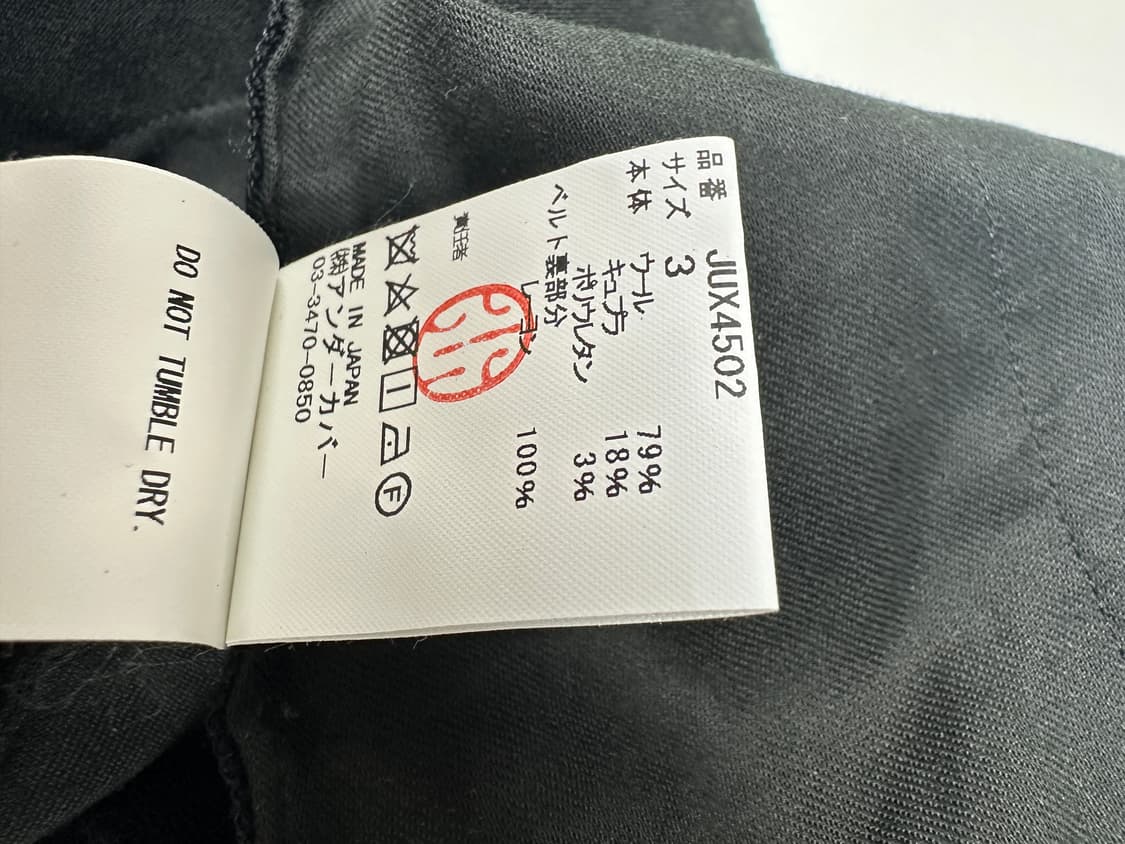 品番 JUX4502
サイズ 3
本体 ウール 79%
キュプラ 18%
ポリウレタン 3%
ベルト裏部分
レーヨン 100%
責任者
F
MADE IN JAPAN
㈱アンダーカバー
03-3470-0850
DO NOT TUMBLE DRY.